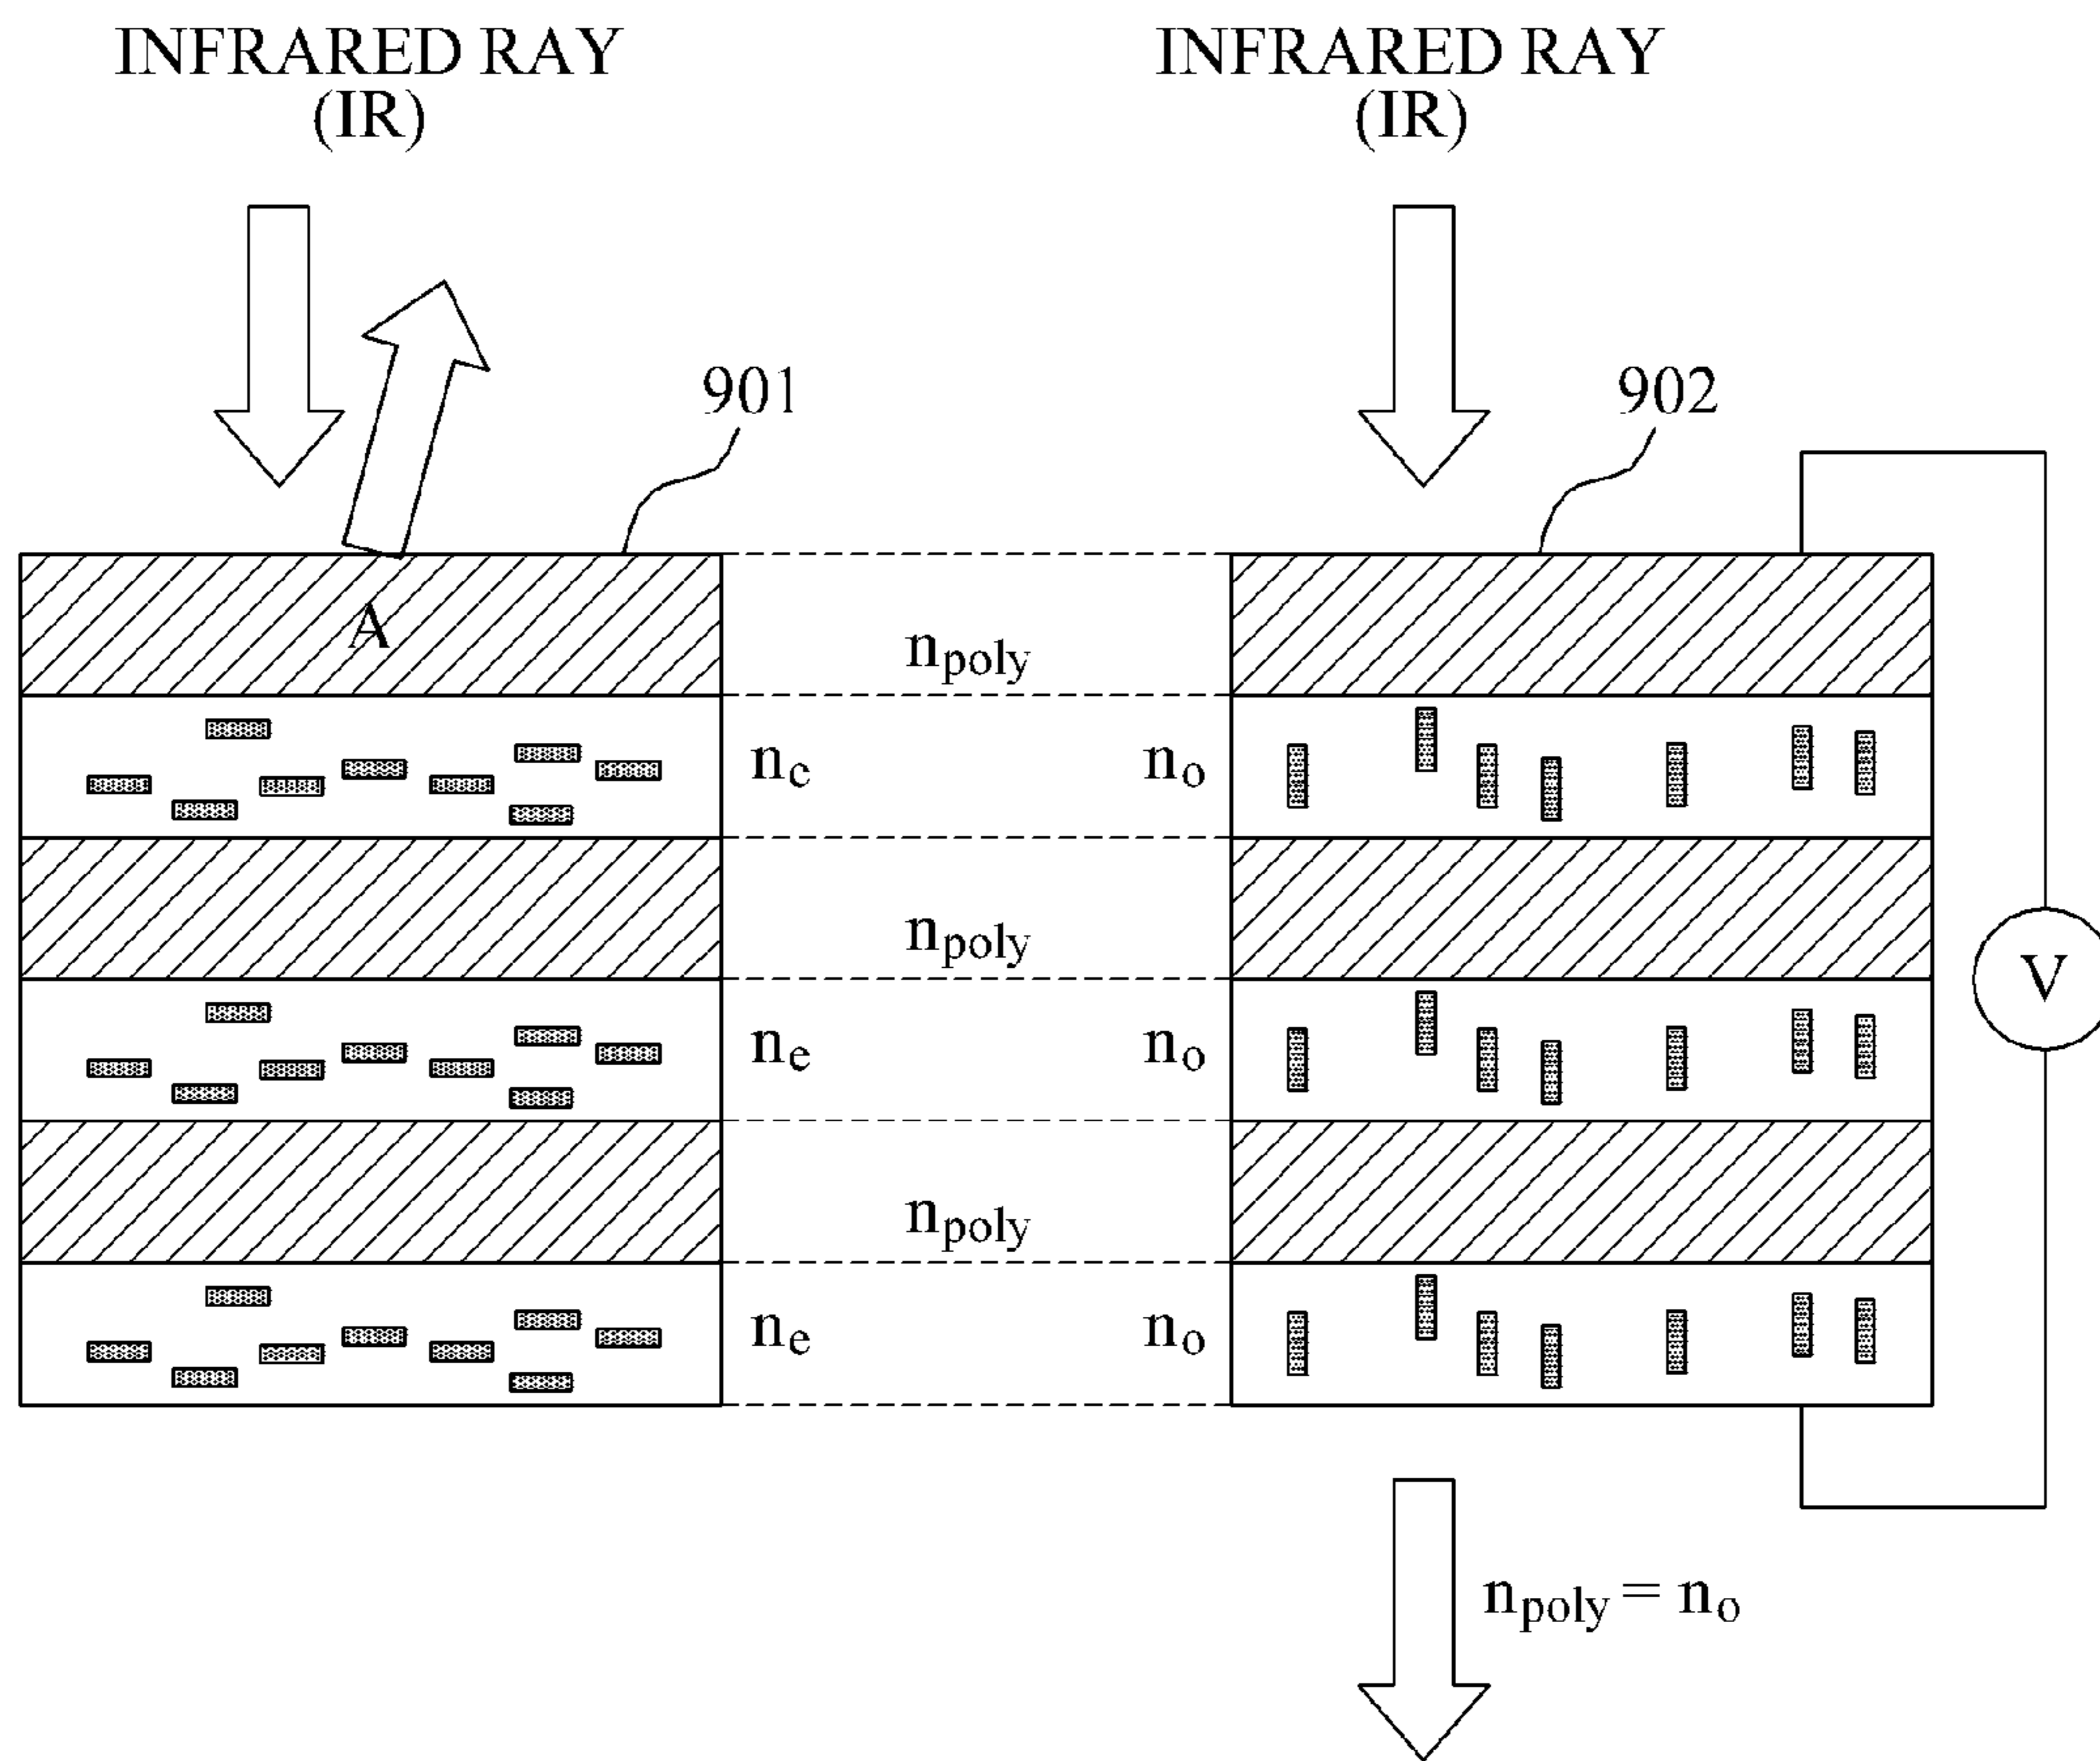 INFRARED RAY
(IR)
INFRARED RAY
(IR)
901
902
A
npoly
nc
no
npoly
V
ne
no
npoly
ne
no
npoly = no